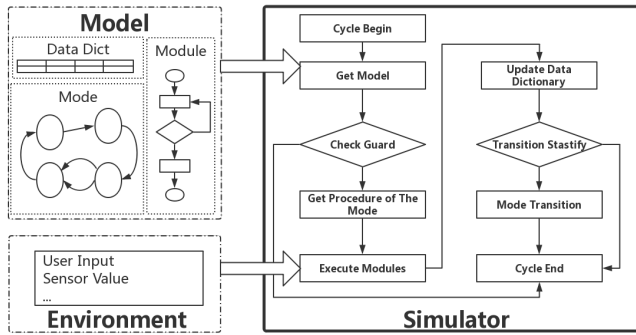 Model
Data Dict
Module
Mode
User Input
Sensor Value
...
Environment
Cycle Begin
Get Model
Check Guard
Get Procedure of The
Mode
Execute Modules
Update Data
Dictionary
Transition Stastify
Mode Transition
Cycle End
Simulator